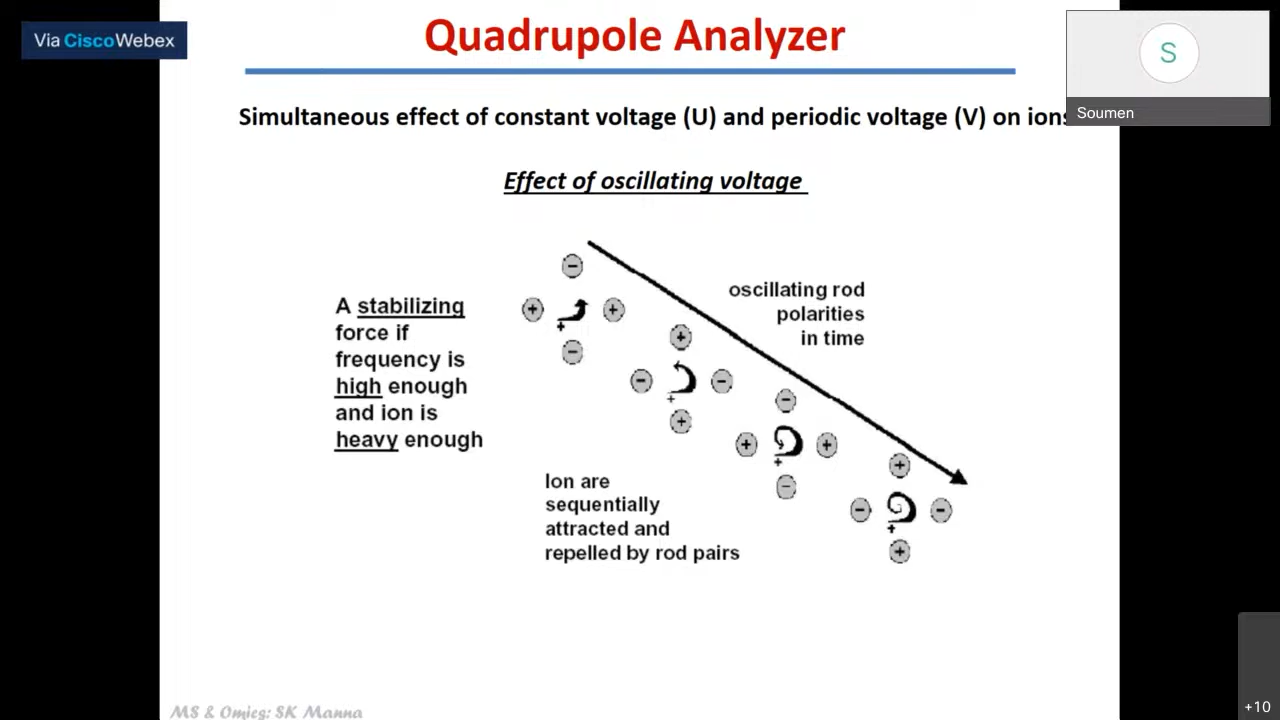 Via Cisco Webex
Quadrupole Analyzer
S
Soumen
Simultaneous effect of constant voltage (U) and periodic voltage (V) on ions
Effect of oscillating voltage
A stabilizing
force if
frequency is
high enough
and ion is
heavy enough
oscillating rod
polarities
in time
Ion are
sequentially
attracted and
repelled by rod pairs
+10
MS & Omics: SK Manna